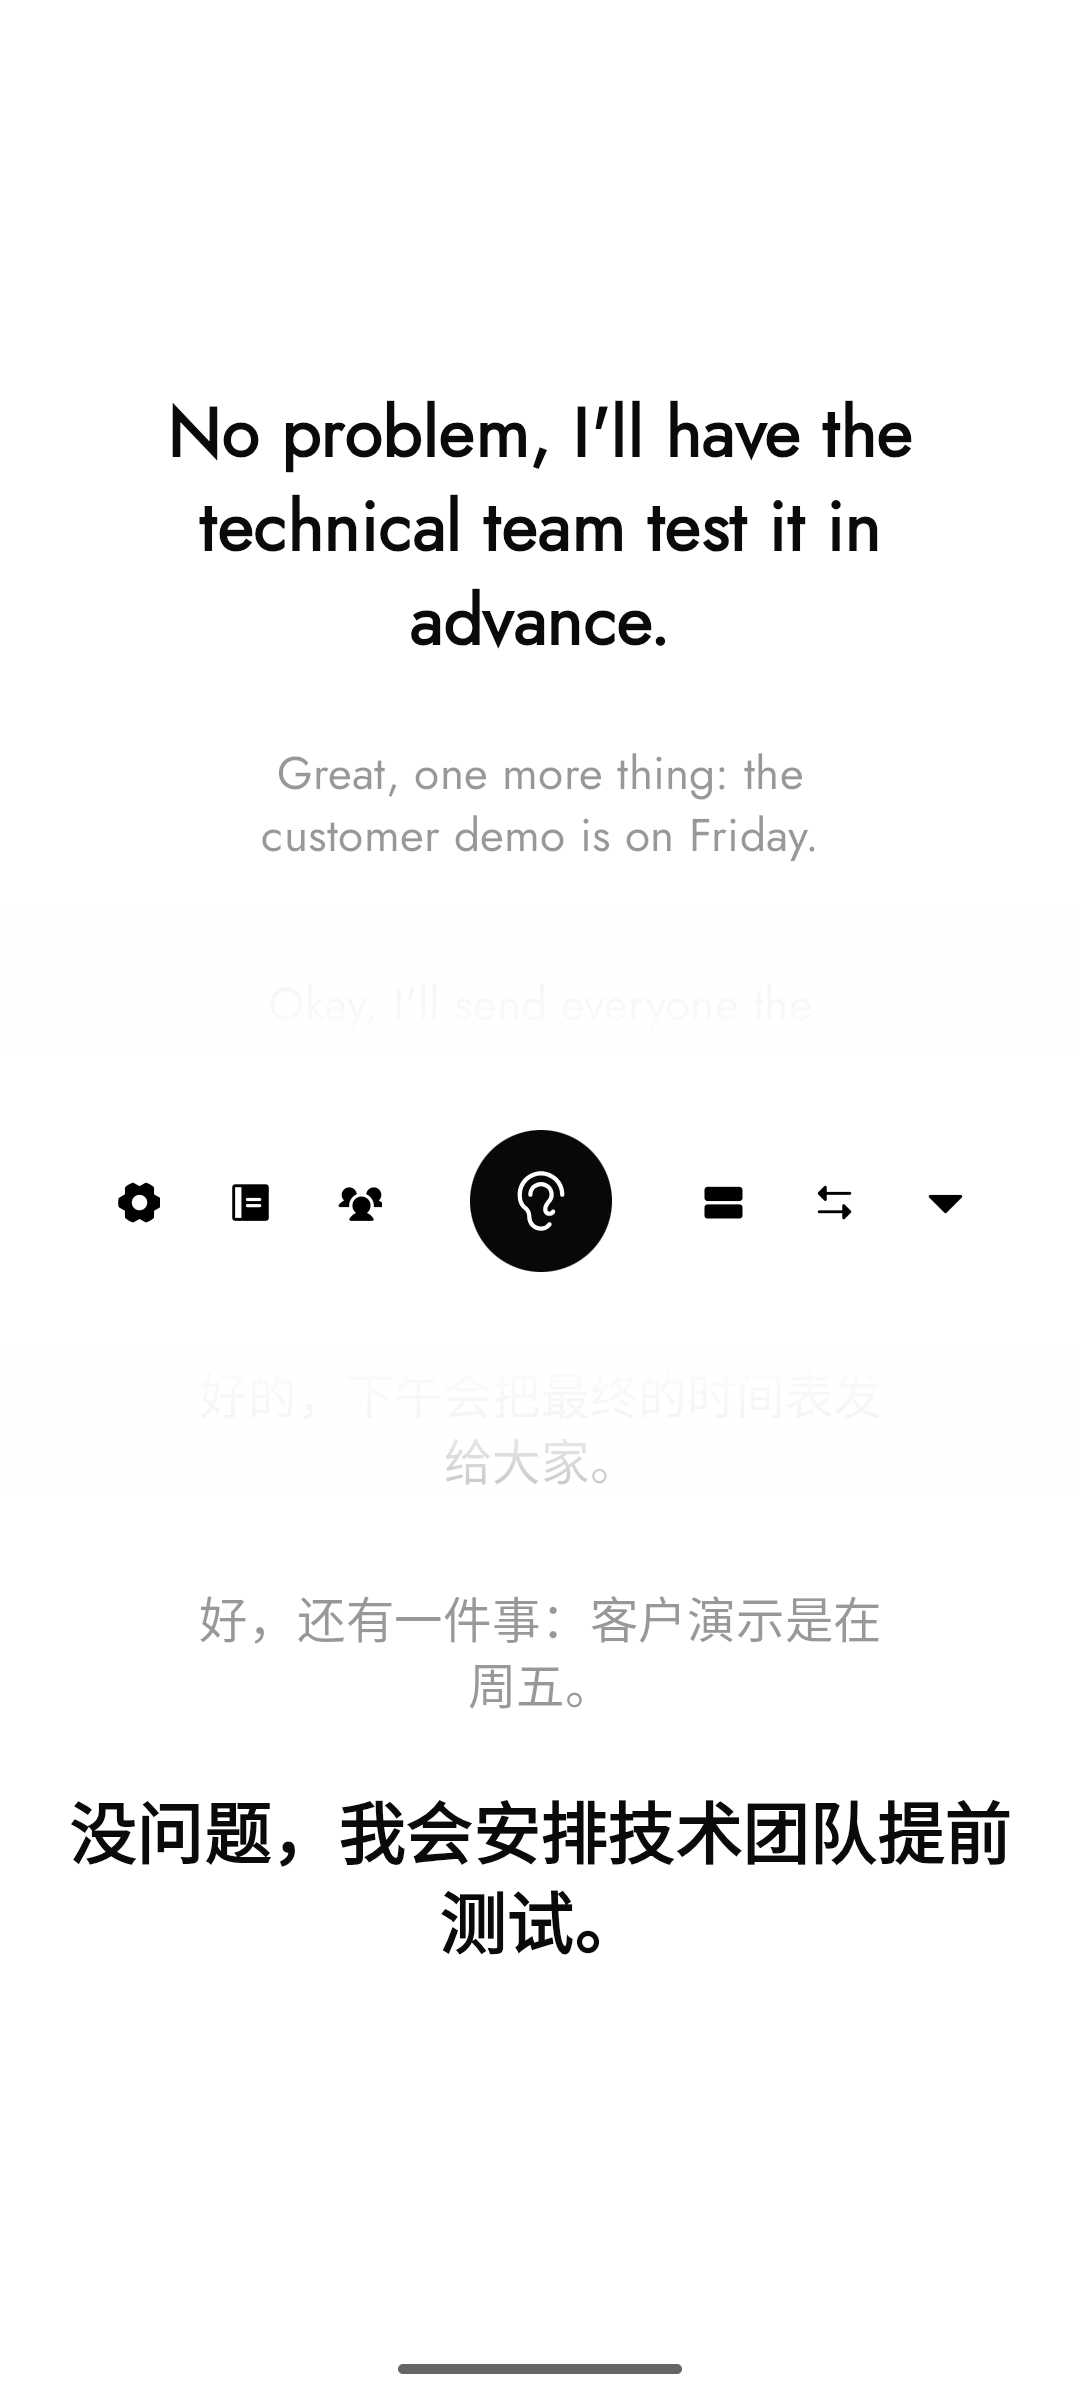 No problem, I'll have the
technical team test it in
advance.
Great, one more thing: the
customer demo is on Friday.
Okay, I'll send everyone the
好的，下午会把最终的时间表发
给大家。
好，还有一件事：客户演示是在
周五。
没问题，我会安排技术团队提前
测试。